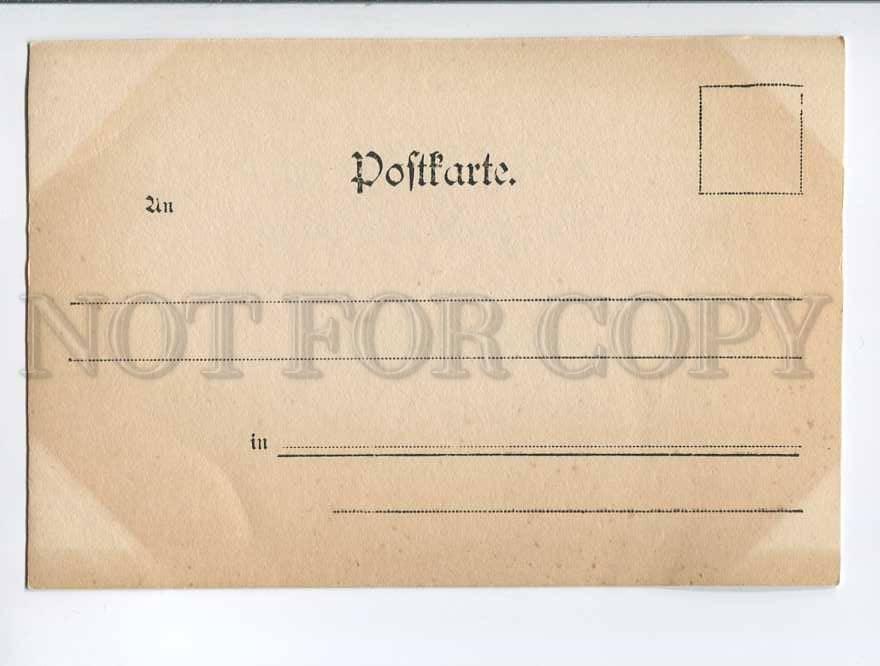 Postkarte.
An
NOT FOR COPY
in